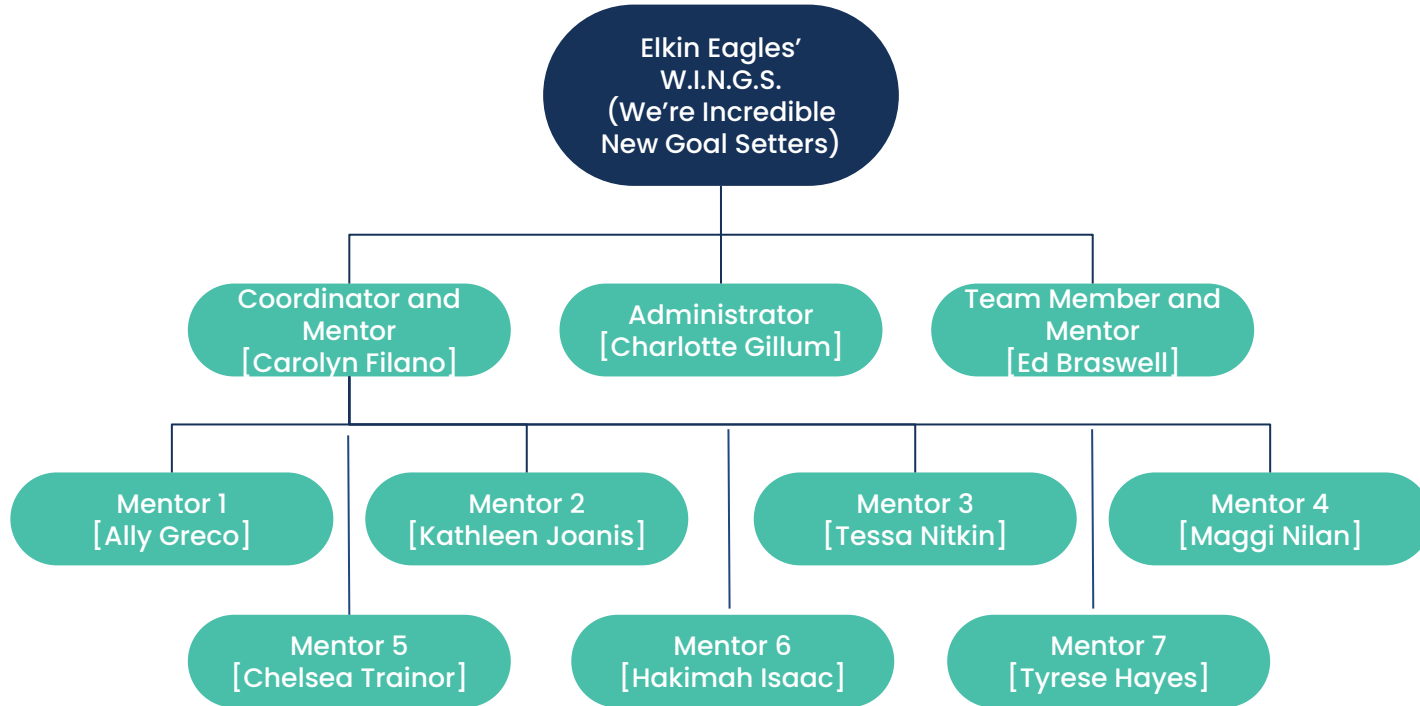 Elkin Eagles’
W.I.N.G.S.
(We’re Incredible
New Goal Setters)
Coordinator and
Mentor
[Carolyn Filano]
Administrator
[Charlotte Gillum]
Team Member and
Mentor
[Ed Braswell]
Mentor 1
[Ally Greco]
Mentor 2
[Kathleen Joanis]
Mentor 3
[Tessa Nitkin]
Mentor 4
[Maggi Nilan]
Mentor 5
[Chelsea Trainor]
Mentor 6
[Hakimah Isaac]
Mentor 7
[Tyrese Hayes]